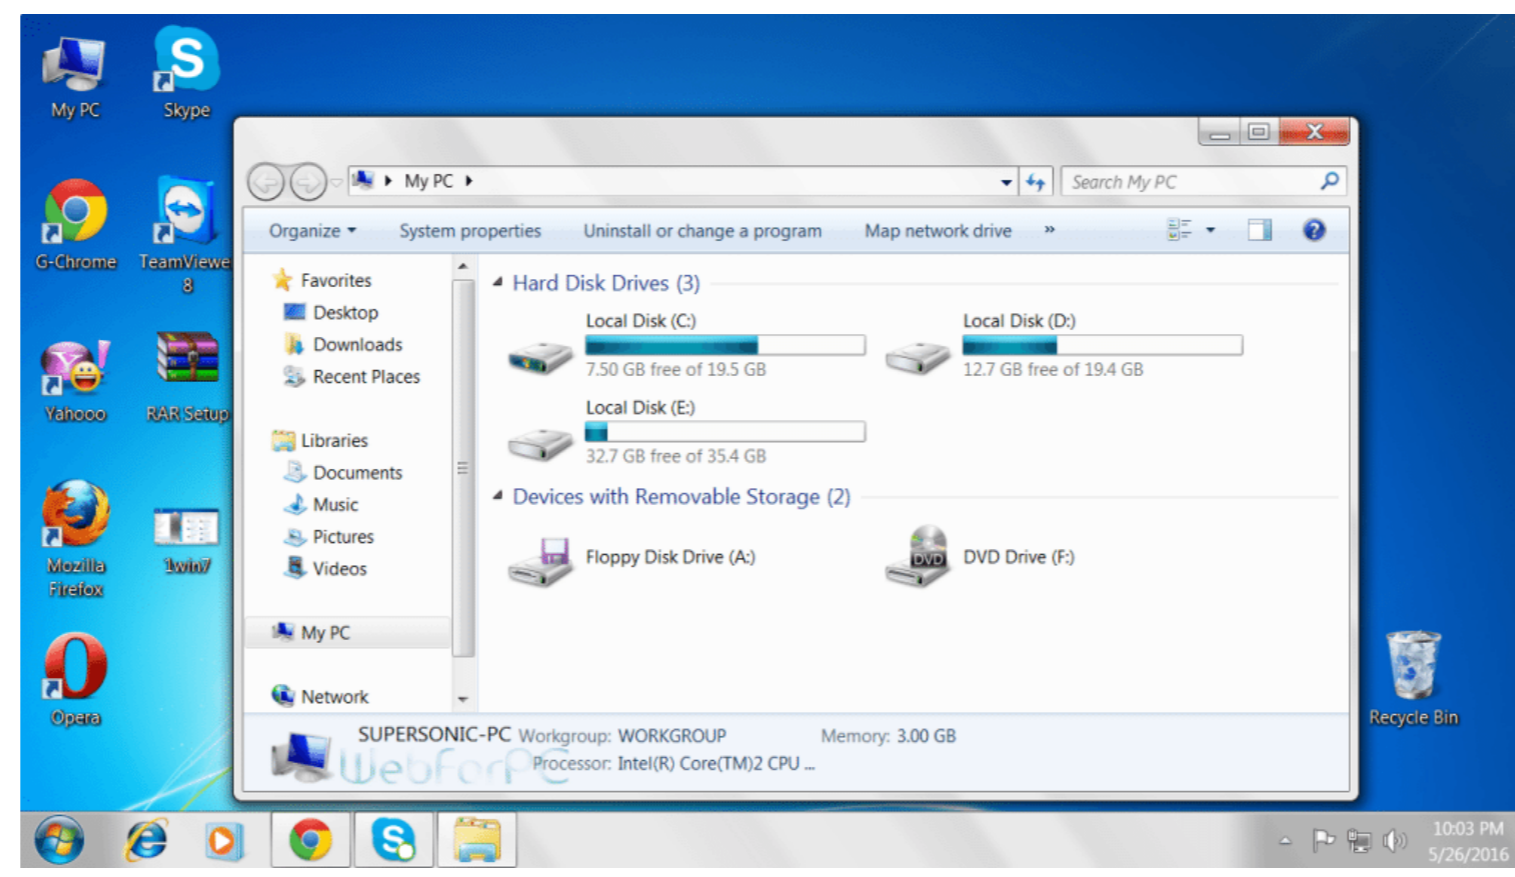 My PC
Skype
G-Chrome
TeamViewe
8
Yahooo
RAR Setup
Mozilla
Firefox
1win7
Opera
Recycle Bin
My PC
Search My PC
Organize
System properties
Uninstall or change a program
Map network drive
»
Favorites
Desktop
Downloads
Recent Places
Libraries
Documents
Music
Pictures
Videos
My PC
Network
Hard Disk Drives (3)
Local Disk (C:)
7.50 GB free of 19.5 GB
Local Disk (D:)
12.7 GB free of 19.4 GB
Local Disk (E:)
32.7 GB free of 35.4 GB
Devices with Removable Storage (2)
Floppy Disk Drive (A:)
DVD
DVD Drive (F:)
SUPERSONIC-PC Workgroup: WORKGROUP Memory: 3.00 GB
Processor: Intel(R) Core(TM)2 CPU ...
WebForPC
10:03 PM
5/26/2016